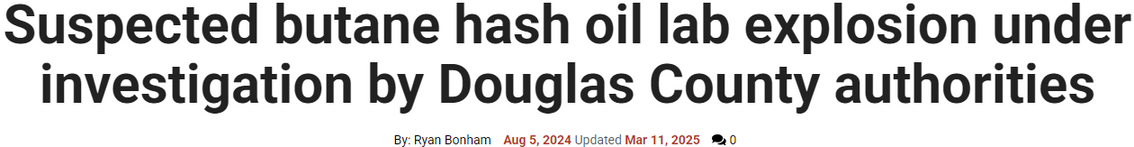 Suspected butane hash oil lab explosion under
investigation by Douglas County authorities
By: Ryan Bonham Aug 5, 2024 Updated Mar 11, 2025 0